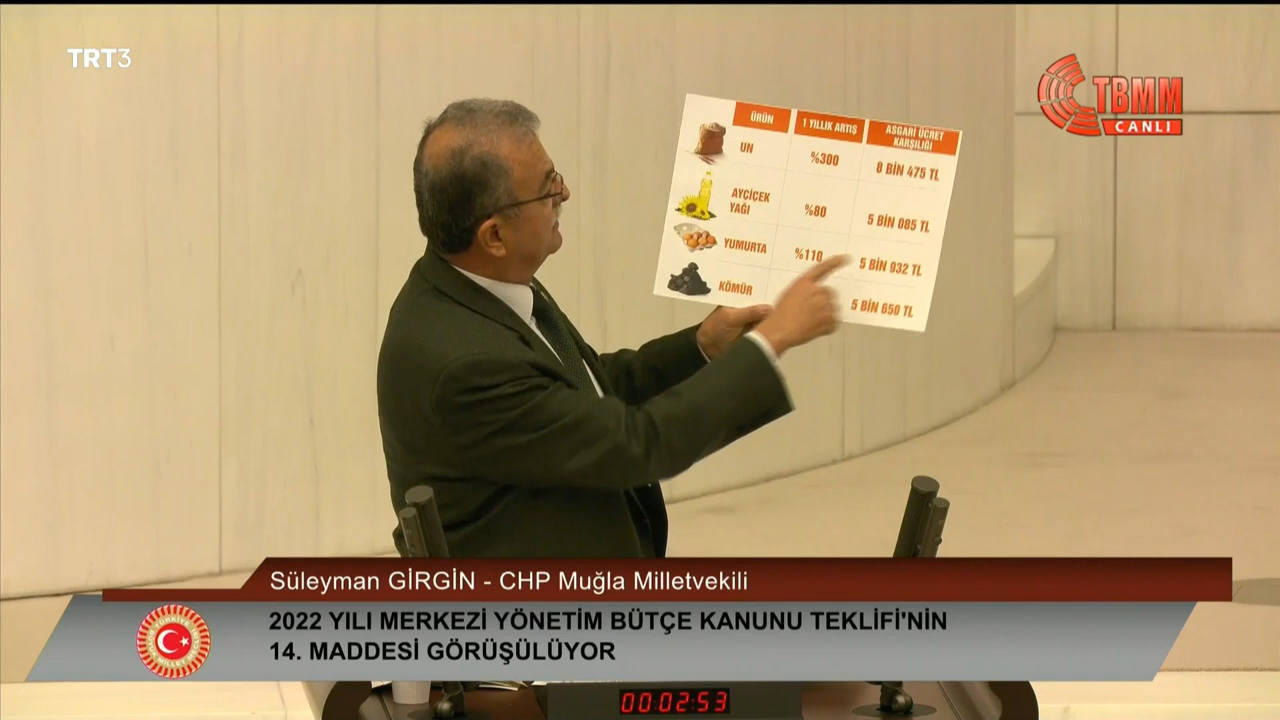 TRT3
TBMM
CANLI
ÜRÜN
1 YILLIK ARTIŞ
ASGARİ ÜCRET
KARŞILIĞI
UN
%300
8 BİN 475 TL
AYÇİÇEK
YAĞI
%80
5 BİN 085 TL
YUMURTA
%110
5 BİN 932 TL
KÖMÜR
5 BİN 650 TL
Süleyman GİRGİN - CHP Muğla Milletvekili
2022 YILI MERKEZİ YÖNETİM BÜTÇE KANUNU TEKLİFİ'NİN
14. MADDESİ GÖRÜŞÜLÜYOR
00:02:53